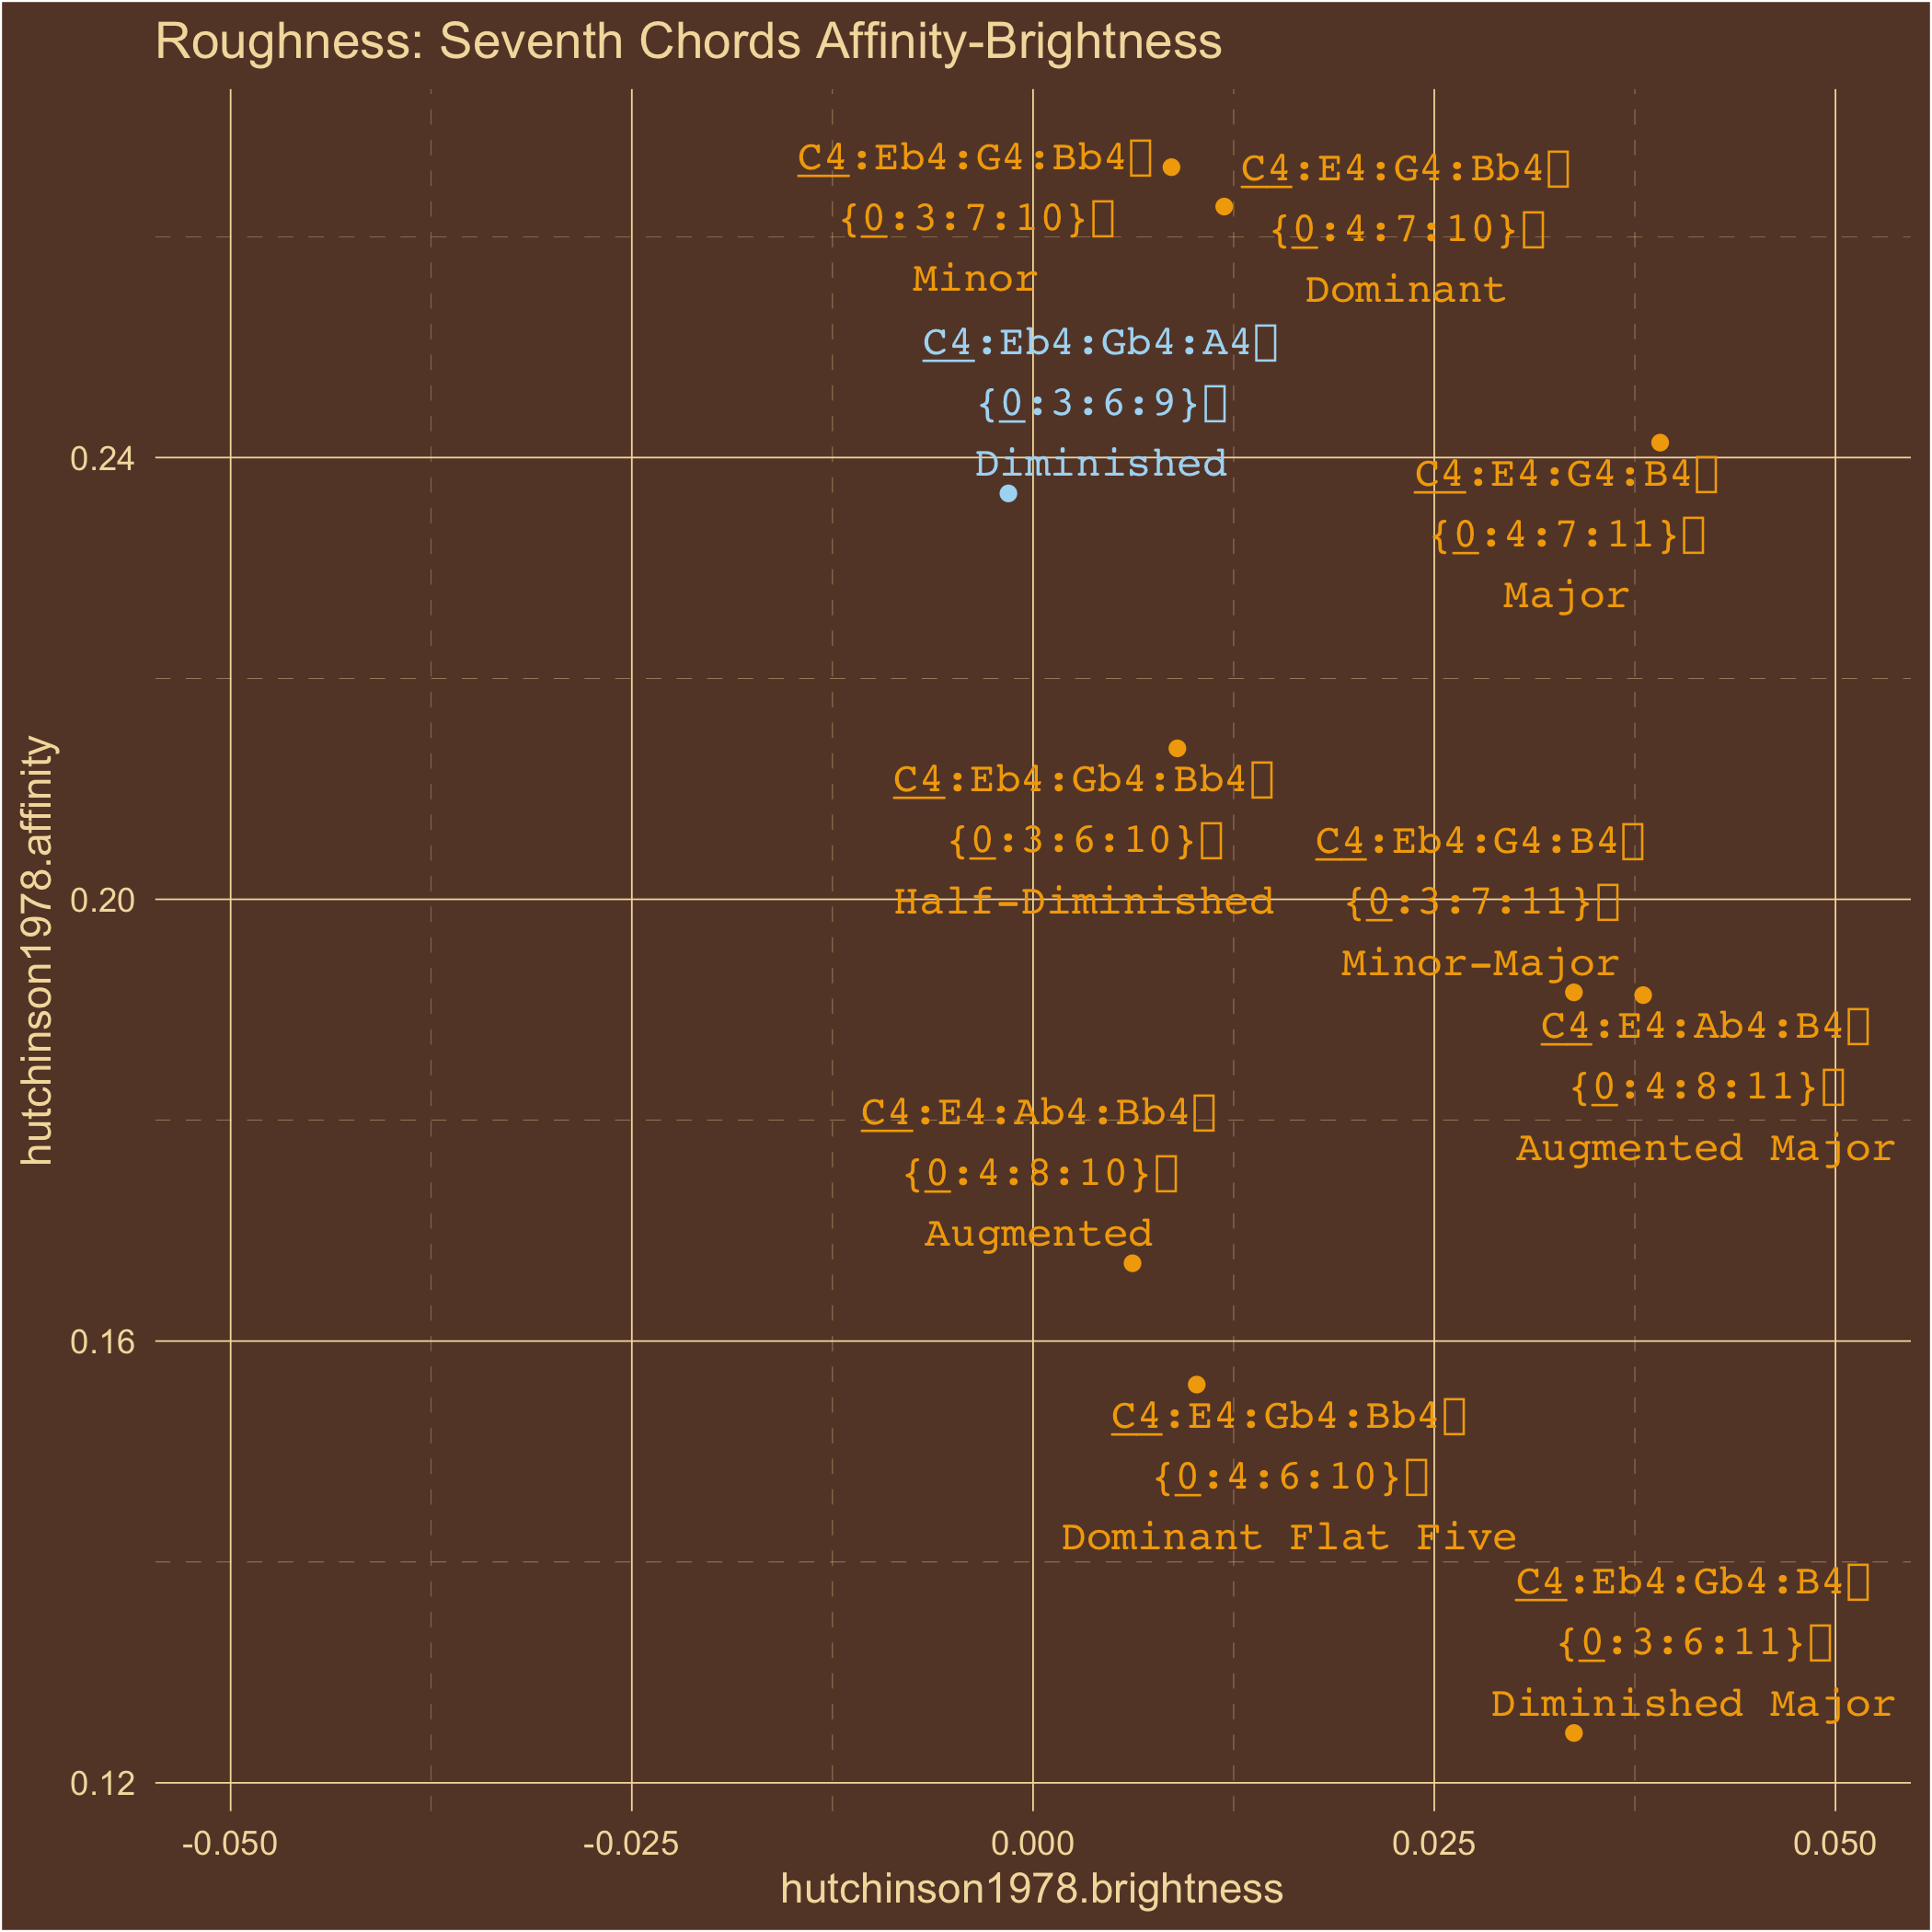 Roughness: Seventh Chords Affinity-Brightness
C4:Eb4:G4:Bb4▯
{0:3:7:10}▯
Minor
C4:E4:G4:Bb4▯
{0:4:7:10}▯
Dominant
C4:Eb4:Gb4:A4▯
{0:3:6:9}▯
Diminished
C4:E4:G4:B4▯
{0:4:7:11}▯
Major
C4:Eb4:Gb4:Bb4▯
{0:3:6:10}▯
Half-Diminished
C4:Eb4:G4:B4▯
{0:3:7:11}▯
Minor-Major
C4:E4:Ab4:B4▯
{0:4:8:11}▯
Augmented Major
C4:E4:Ab4:Bb4▯
{0:4:8:10}▯
Augmented
C4:E4:Gb4:Bb4▯
{0:4:6:10}▯
Dominant Flat Five
C4:Eb4:Gb4:B4▯
{0:3:6:11}▯
Diminished Major
hutchinson1978.affinity
0.24
0.20
0.16
0.12
-0.050
-0.025
0.000
0.025
0.050
hutchinson1978.brightness